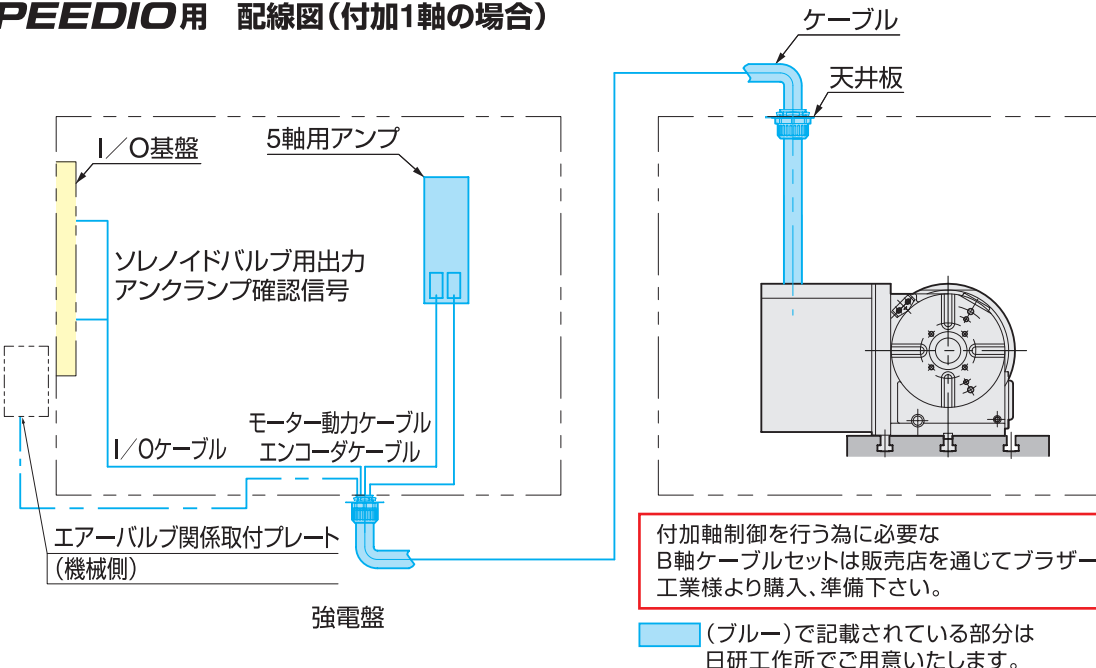 PEEDIO用 配線図(付加1軸の場合)
ケーブル
天井板
I/O基盤
5軸用アンプ
ソレノイドバルブ用出力
アンクランプ確認信号
モーター動力ケーブル
I/Oケーブル
エンコーダケーブル
エアーバルブ関係取付プレート
(機械側)
強電盤
付加軸制御を行う為に必要な
B軸ケーブルセットは販売店を通じてブラザー
工業様より購入、準備下さい。
(ブルー)で記載されている部分は
日研工作所でご用意いたします。